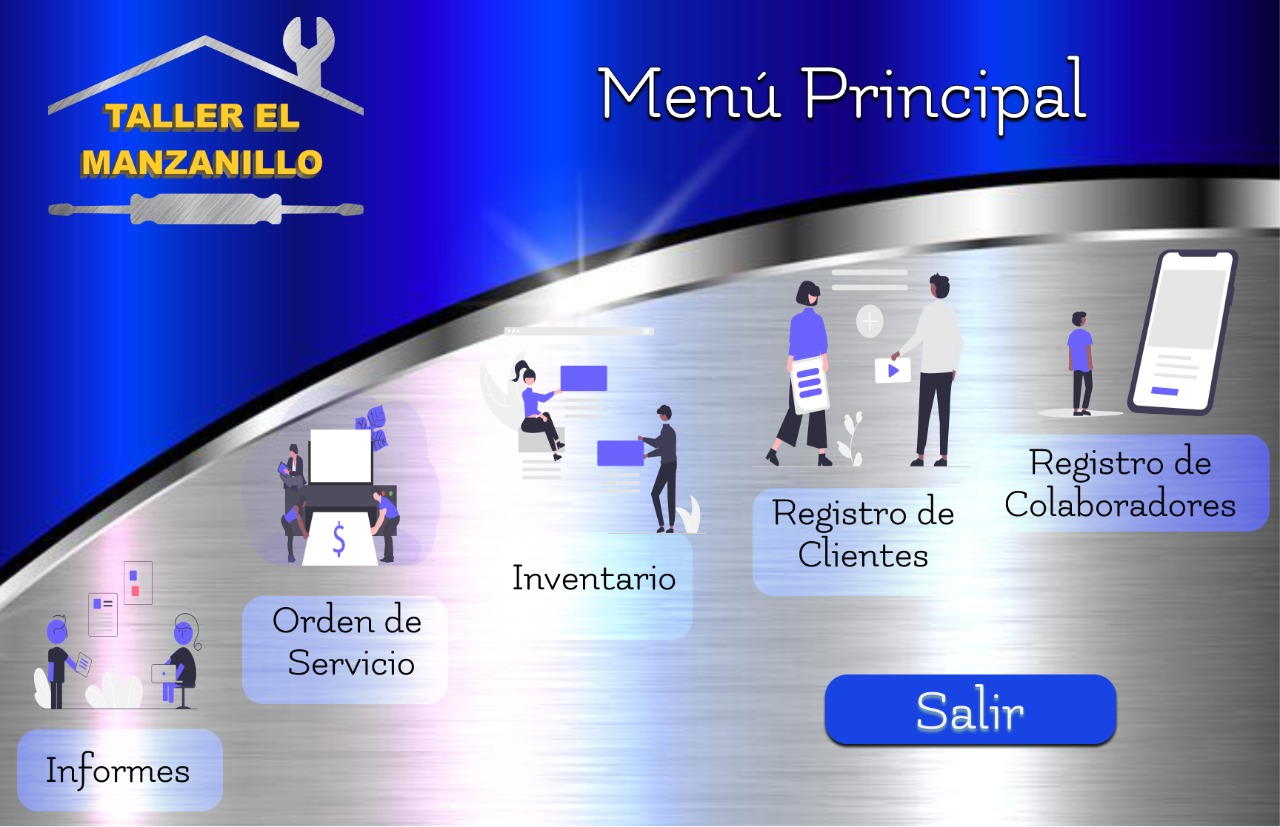 TALLER EL
MANZANILLO
Menú Principal
Informes
Orden de
Servicio
$
Inventario
Registro de
Clientes
Registro de
Colaboradores
Salir